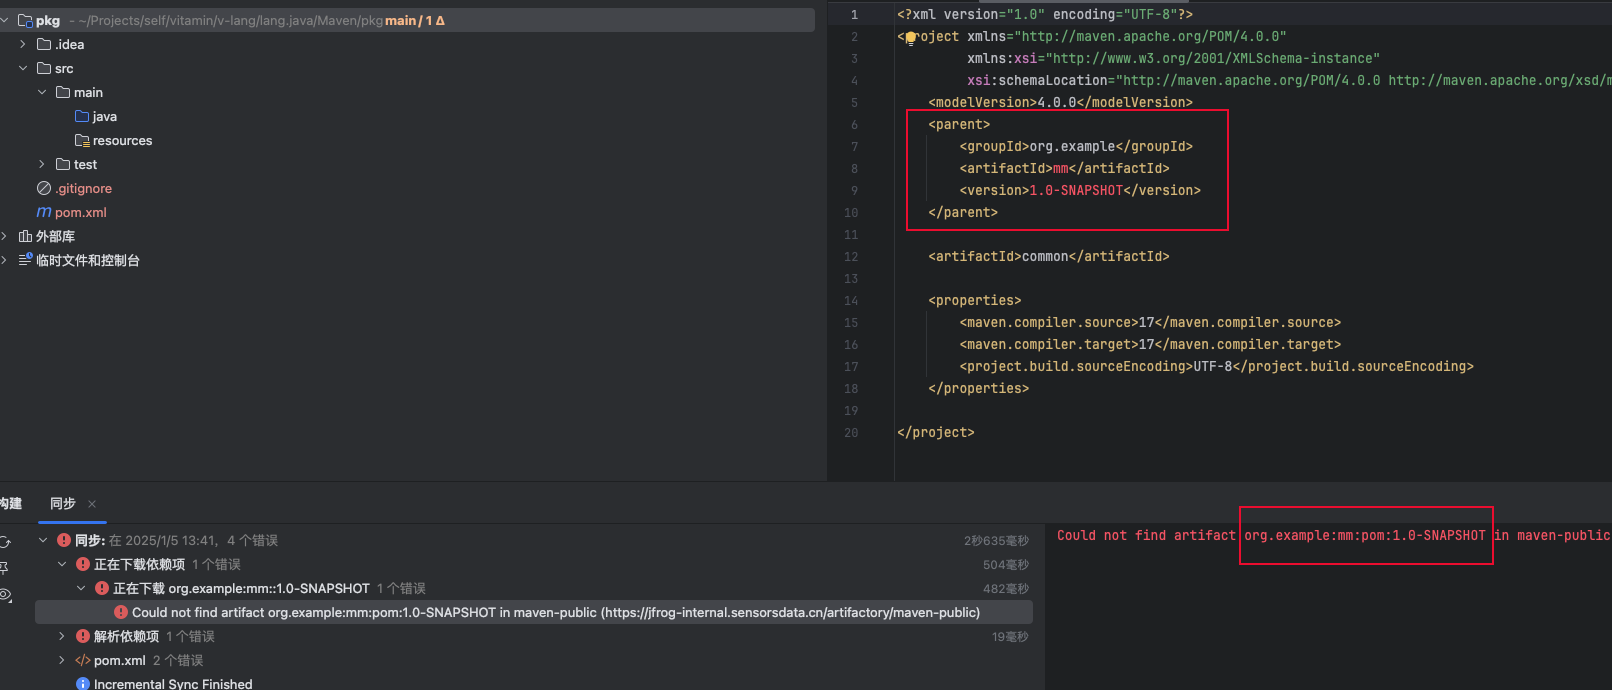 pkg - ~/Projects/self/vitamin/v-lang/lang.java/Maven/pkg main / 1 Δ
.idea
src
main
java
resources
test
.gitignore
pom.xml
外部库
临时文件和控制台
1 <?xml version="1.0" encoding="UTF-8"?>
2 <project xmlns="http://maven.apache.org/POM/4.0.0"
3 xmlns:xsi="http://www.w3.org/2001/XMLSchema-instance"
4 xsi:schemaLocation="http://maven.apache.org/POM/4.0.0 http://maven.apache.org/xsd/m
5 <modelVersion>4.0.0</modelVersion>
6 <parent>
7 <groupId>org.example</groupId>
8 <artifactId>mm</artifactId>
9 <version>1.0-SNAPSHOT</version>
10 </parent>
11
12 <artifactId>common</artifactId>
13
14 <properties>
15 <maven.compiler.source>17</maven.compiler.source>
16 <maven.compiler.target>17</maven.compiler.target>
17 <project.build.sourceEncoding>UTF-8</project.build.sourceEncoding>
18 </properties>
19
20 </project>
构建 同步 ×
同步: 在 2025/1/5 13:41, 4 个错误 2秒635毫秒
正在下载依赖项 1 个错误 504毫秒
正在下载 org.example:mm::1.0-SNAPSHOT 1 个错误 482毫秒
Could not find artifact org.example:mm:pom:1.0-SNAPSHOT in maven-public (https://jfrog-internal.sensorsdata.cn/artifactory/maven-public)
解析依赖项 1 个错误 19毫秒
pom.xml 2 个错误
Incremental Sync Finished
Could not find artifact org.example:mm:pom:1.0-SNAPSHOT in maven-public